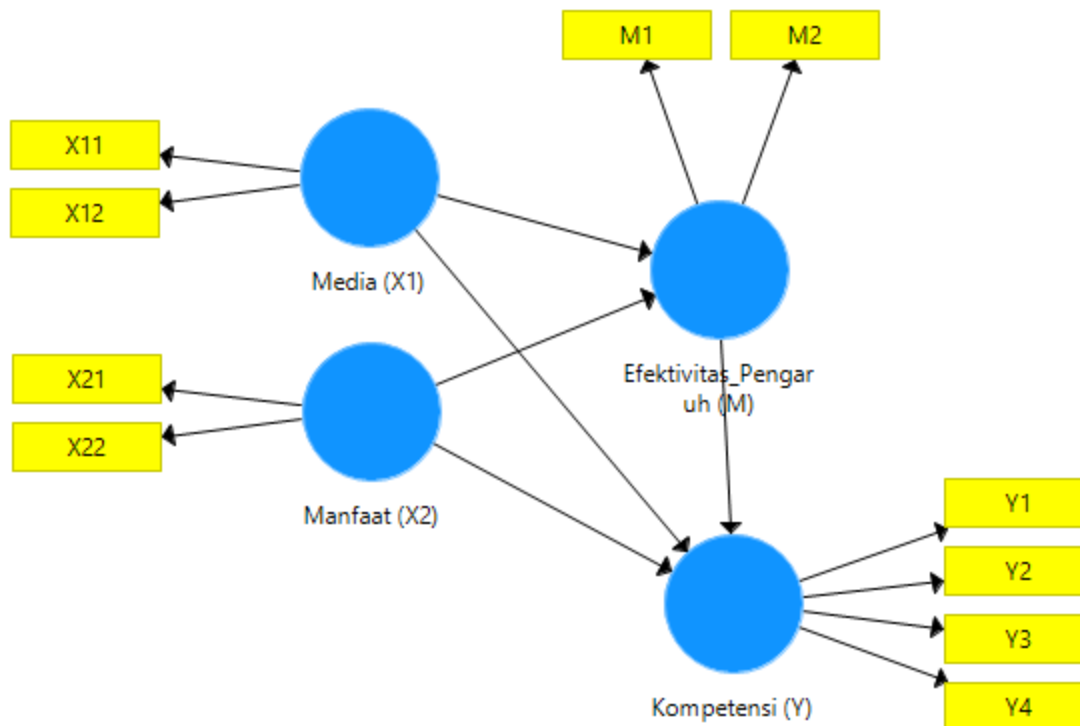 M1
M2
X11
X12
Media (X1)
X21
X22
Manfaat (X2)
Efektivitas_Pengar
uh (M)
Y1
Y2
Y3
Y4
Kompetensi (Y)